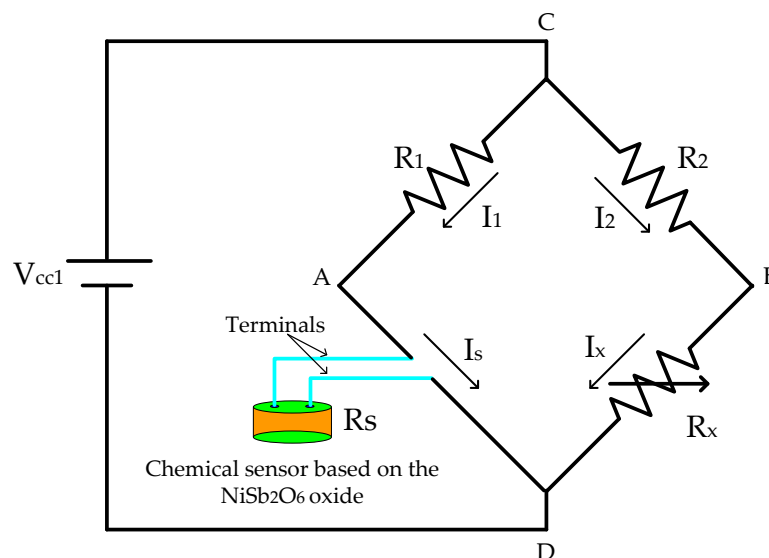 C
R1
R2
I1
I2
Vcc1
A
Terminals
Is
Ix
Rs
Rx
Chemical sensor based on the
NiSb2O6 oxide
D